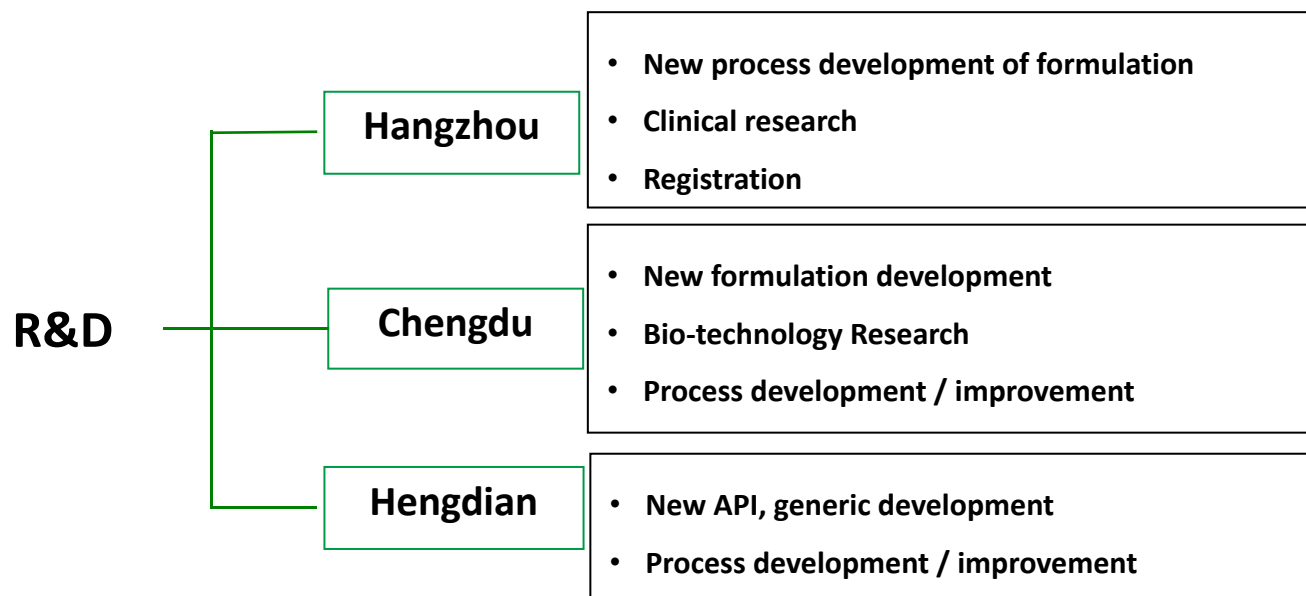 R&D
Hangzhou
• New process development of formulation
• Clinical research
• Registration
Chengdu
• New formulation development
• Bio-technology Research
• Process development / improvement
Hengdian
• New API, generic development
• Process development / improvement